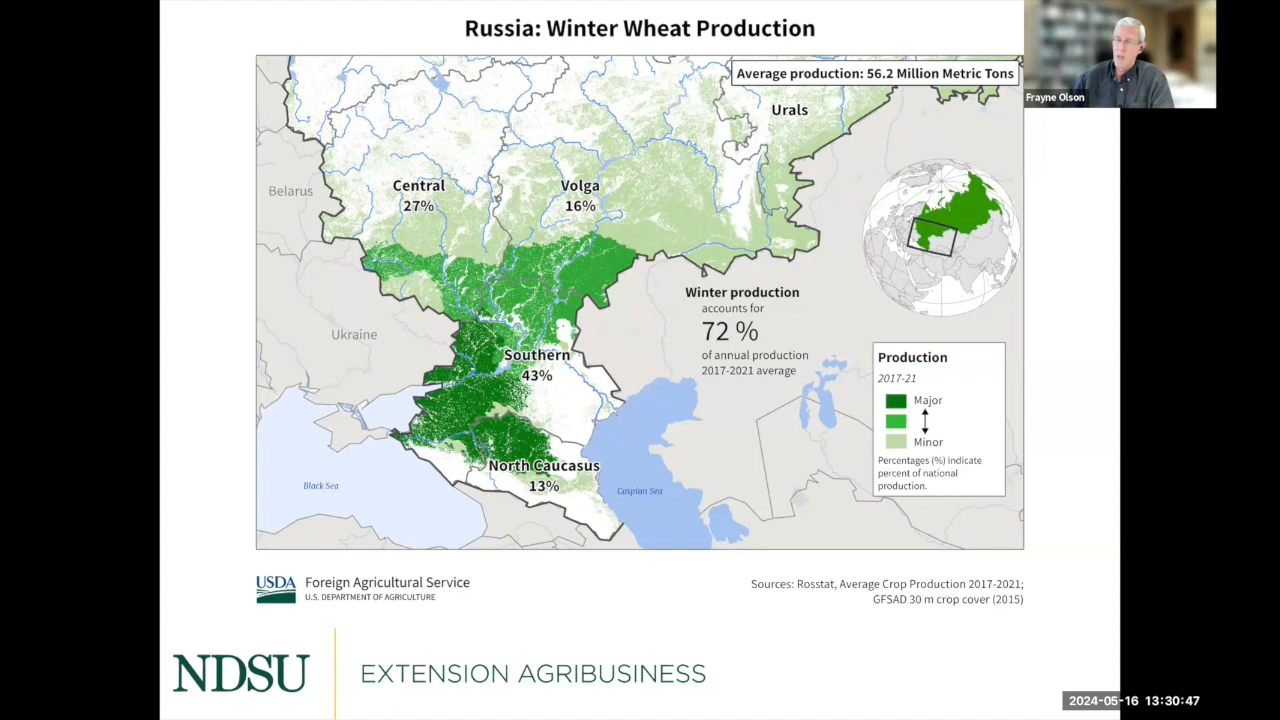 Russia: Winter Wheat Production
Average production: 56.2 Million Metric Tons
Frayne Olson
Urals
Belarus
Central
27%
Volga
16%
Ukraine
Winter production
accounts for
72 %
of annual production
2017-2021 average
Southern
43%
North Caucasus
13%
Black Sea
Caspian Sea
Production
2017-21
Major
Minor
Percentages (%) indicate
percent of national
production.
USDA
Foreign Agricultural Service
U.S. DEPARTMENT OF AGRICULTURE
Sources: Rosstat, Average Crop Production 2017-2021;
GFSAD 30 m crop cover (2015)
NDSU
EXTENSION AGRIBUSINESS
2024-05-16 13:30:47